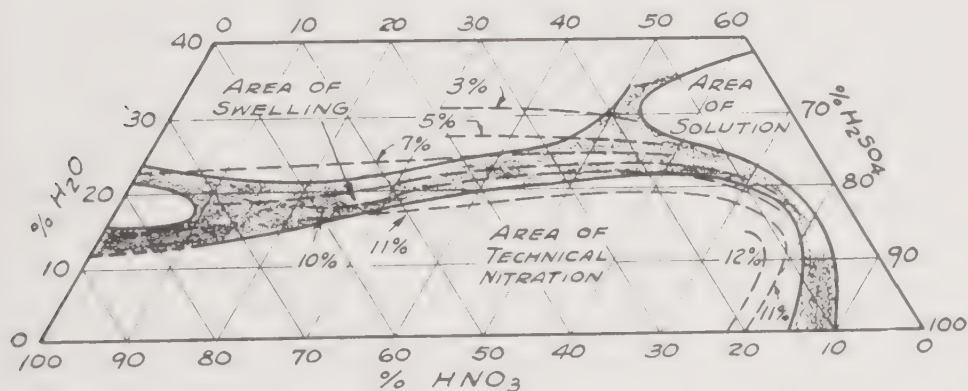 0 10 20 30 40 50 60
40
3%
AREA OF SWELLING
AREA OF SOLUTION
70
% H2SO4
30
5%
7%
80
% H2O
20
AREA OF TECHNICAL NITRATION
10% 11%
12%
11%
90
10
0
100
100 90 80 70 60 50 40 30 20 10 0
% HNO3